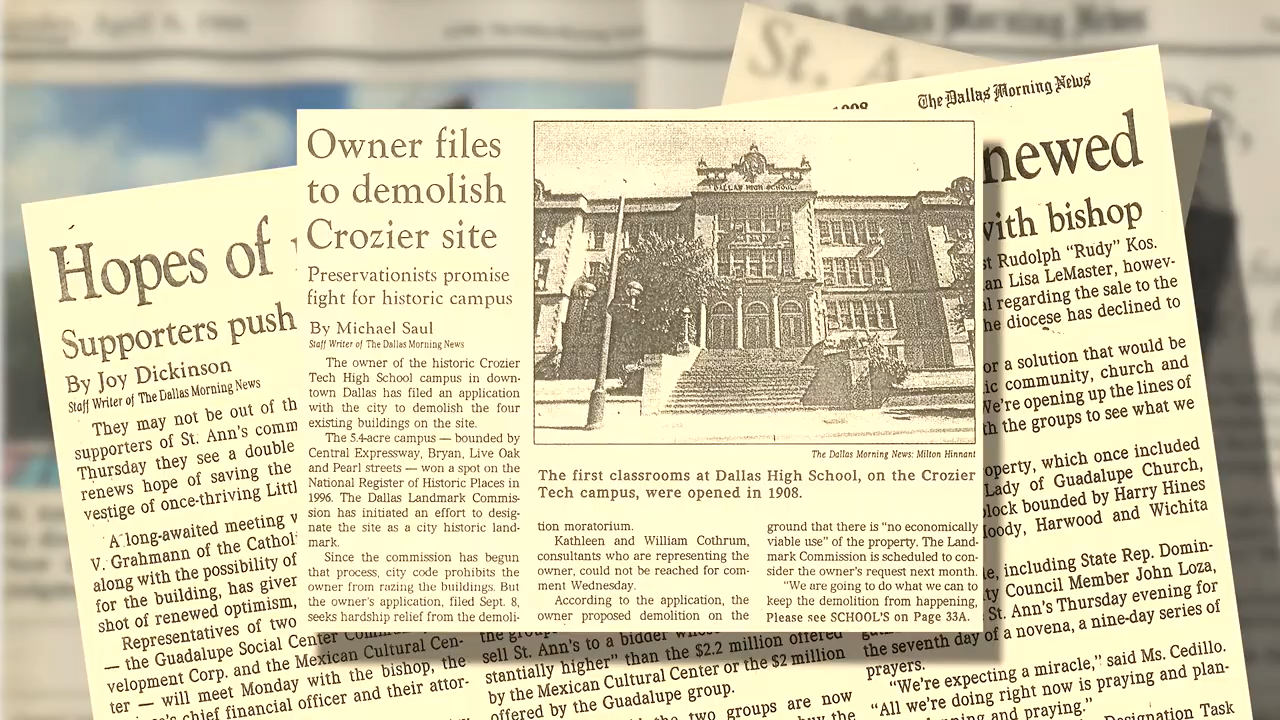 The Dallas Morning News
St. A
1998
The Dallas Morning News
newed
with bishop
st Rudolph “Rudy” Kos.
an Lisa LeMaster, howev-
l regarding the sale to the
he diocese has declined to
or a solution that would be
ic community, church and
We’re opening up the lines of
th the groups to see what we
operty, which once included
Lady of Guadalupe Church,
lock bounded by Harry Hines
oody, Harwood and Wichita
e, including State Rep. Domin-
ty Council Member John Loza,
St. Ann’s Thursday evening for
the seventh day of a novena, a nine-day series of
prayers.
“We’re expecting a miracle,” said Ms. Cedillo.
“All we’re doing right now is praying and plan-
and praying.”
Designation Task
Owner files
to demolish
Crozier site
Preservationists promise
fight for historic campus
By Michael Saul
Staff Writer of The Dallas Morning News
The owner of the historic Crozier
Tech High School campus in down-
town Dallas has filed an application
with the city to demolish the four
existing buildings on the site.
The 5.4-acre campus — bounded by
Central Expressway, Bryan, Live Oak
and Pearl streets — won a spot on the
National Register of Historic Places in
1996. The Dallas Landmark Commis-
sion has initiated an effort to desig-
nate the site as a city historic land-
mark.
Since the commission has begun
that process, city code prohibits the
owner from razing the buildings. But
the owner’s application, filed Sept. 8,
seeks hardship relief from the demoli-
DALLAS HIGH SCHOOL
The Dallas Morning News: Milton Hinnant
The first classrooms at Dallas High School, on the Crozier
Tech campus, were opened in 1908.
tion moratorium.
Kathleen and William Cothrum,
consultants who are representing the
owner, could not be reached for com-
ment Wednesday.
According to the application, the
owner proposed demolition on the
ground that there is “no economically
viable use” of the property. The Land-
mark Commission is scheduled to con-
sider the owner’s request next month.
“We are going to do what we can to
keep the demolition from happening,
Please see SCHOOL’S on Page 33A.
Hopes of
Supporters push
By Joy Dickinson
Staff Writer of The Dallas Morning News
They may not be out of th
supporters of St. Ann’s comm
Thursday they see a double
renews hope of saving the
vestige of once-thriving Littl
A long-awaited meeting w
V. Grahmann of the Cathol
along with the possibility of
for the building, has given
shot of renewed optimism,
Representatives of two
— the Guadalupe Social Center
velopment Corp. and the Mexican Cultural Cen-
ter — will meet Monday with the bishop, the
chief financial officer and their attor-
the
sell St. Ann’s to a bidder whose
stantially higher” than the $2.2 million offered
by the Mexican Cultural Center or the $2 million
offered by the Guadalupe group.
two groups are now
buy the